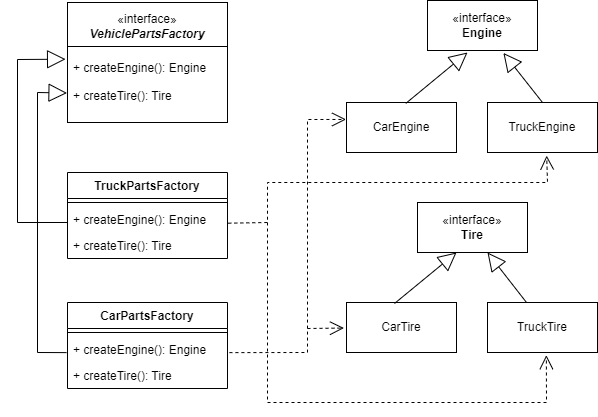 «interface»
VehiclePartsFactory
+ createEngine(): Engine
+ createTire(): Tire
TruckPartsFactory
+ createEngine(): Engine
+ createTire(): Tire
CarPartsFactory
+ createEngine(): Engine
+ createTire(): Tire
«interface»
Engine
CarEngine
TruckEngine
«interface»
Tire
CarTire
TruckTire